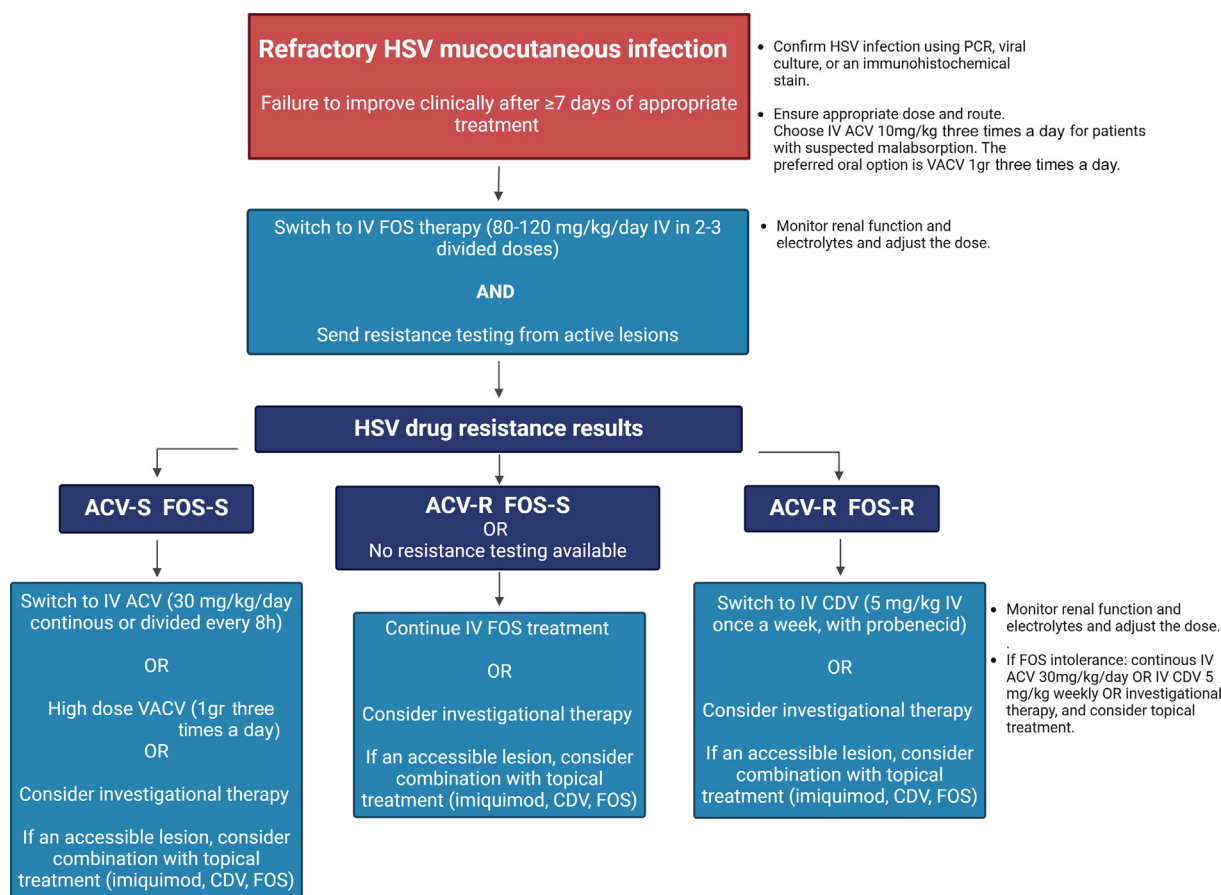 Refractory HSV mucocutaneous infection
Failure to improve clinically after ≥7 days of appropriate
treatment
• Confirm HSV infection using PCR, viral
culture, or an immunohistochemical
stain.
• Ensure appropriate dose and route.
Choose IV ACV 10mg/kg three times a day for patients
with suspected malabsorption. The
preferred oral option is VACV 1gr three times a day.
Switch to IV FOS therapy (80-120 mg/kg/day IV in 2-3
divided doses)
AND
Send resistance testing from active lesions
• Monitor renal function and
electrolytes and adjust the dose.
HSV drug resistance results
ACV-S FOS-S
Switch to IV ACV (30 mg/kg/day
continous or divided every 8h)
OR
High dose VACV (1gr three
times a day)
OR
Consider investigational therapy
If an accessible lesion, consider
combination with topical
treatment (imiquimod, CDV, FOS)
ACV-R FOS-S
OR
No resistance testing available
Continue IV FOS treatment
OR
Consider investigational therapy
If an accessible lesion, consider
combination with topical
treatment (imiquimod, CDV, FOS)
ACV-R FOS-R
Switch to IV CDV (5 mg/kg IV
once a week, with probenecid)
OR
Consider investigational therapy
If an accessible lesion, consider
combination with topical
treatment (imiquimod, CDV, FOS)
• Monitor renal function and
electrolytes and adjust the dose.
.
• If FOS intolerance: continous IV
ACV 30mg/kg/day OR IV CDV 5
mg/kg weekly OR investigational
therapy, and consider topical
treatment.